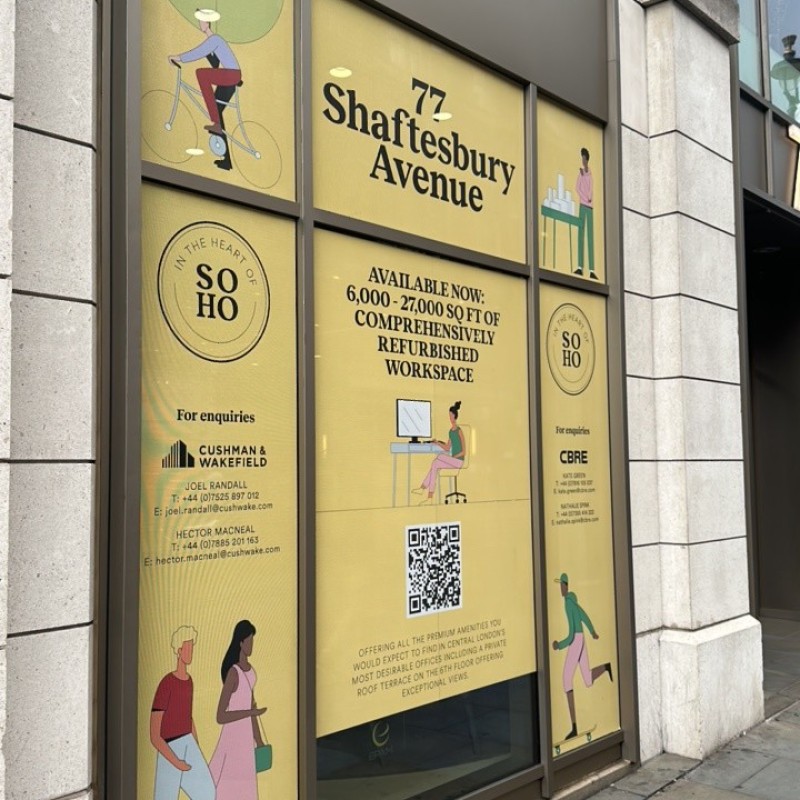 77
Shaftesbury
Avenue
IN THE HEART OF
SO
HO
For enquiries
CUSHMAN &
WAKEFIELD
JOEL RANDALL
T: +44 (0)7525 897 012
E: joel.randall@cushwake.com
HECTOR MACNEAL
T: +44 (0)7885 201 163
E: hector.macneal@cushwake.com
AVAILABLE NOW:
6,000 - 27,000 SQ FT OF
COMPREHENSIVELY
REFURBISHED
WORKSPACE
OFFERING ALL THE PREMIUM AMENITIES YOU
WOULD EXPECT TO FIND IN CENTRAL LONDON'S
MOST DESIRABLE OFFICES INCLUDING A PRIVATE
ROOF TERRACE ON THE 6TH FLOOR OFFERING
EXCEPTIONAL VIEWS.
IN THE HEART OF
SO
HO
For enquiries
CBRE
KATE GREEN